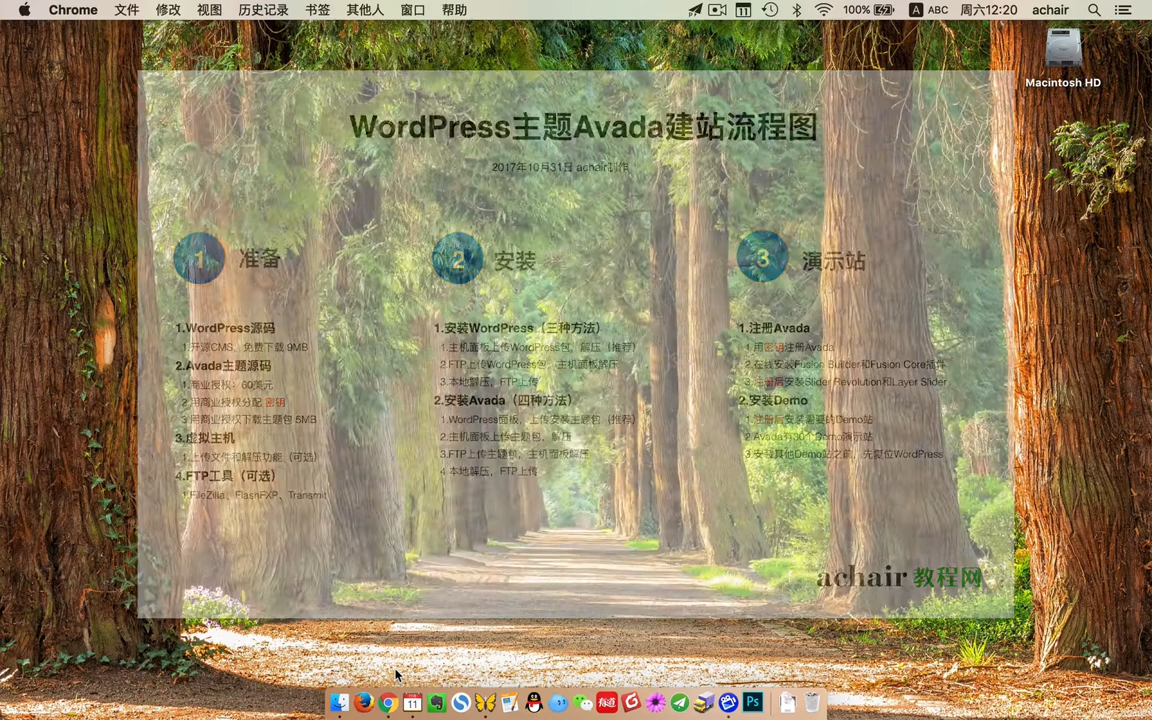 Chrome 文件 修改 视图 历史记录 书签 其他人 窗口 帮助
100% A ABC 周六12:20 achair
Macintosh HD
WordPress主题Avada建站流程图
2017年10月31日 achair制作
1 准备
1.WordPress源码
1.开源CMS，免费下载 9MB
2.Avada主题源码
1.商业授权：60美元
2.用商业授权分配 密钥
3.用商业授权下载主题包 5MB
3.虚拟主机
1.上传文件和解压功能（可选）
4.FTP工具（可选）
1.FileZilla、FlashFXP、Transmit
2 安装
1.安装WordPress（三种方法）
1.主机面板上传WordPress包，解压（推荐）
2.FTP上传WordPress包，主机面板解压
3.本地解压，FTP上传
2.安装Avada（四种方法）
1.WordPress面板，上传安装主题包（推荐）
2.主机面板上传主题包，解压
3.FTP上传主题包，主机面板解压
4.本地解压，FTP上传
3 演示站
1.注册Avada
1.用密钥注册Avada
2.在线安装Fusion Builder和Fusion Core插件
3.注册后安装Slider Revolution和Layer Slider
2.安装Demo
1.注册后安装需要的Demo站
2.Avada有30个Demo演示站
3.安装其他Demo站之前，先复位WordPress
achair 教程网
11
有道
Ps